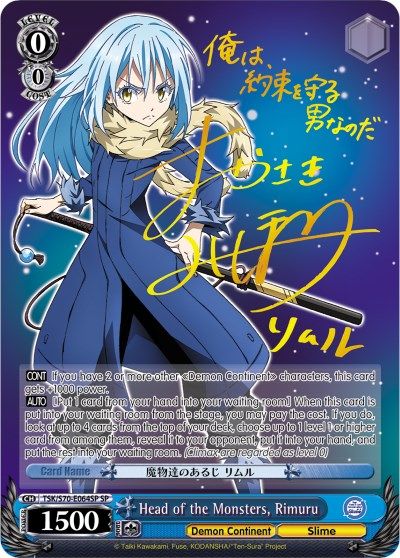 LEVEL
0
0
COST
俺は、
約束を守る
男なのだ
リムル
CONT If you have 2 or more other «Demon Continent» characters, this card
gets +1000 power.
AUTO [Put 1 card from your hand into your waiting room] When this card is
put into your waiting room from the stage, you may pay the cost. If you do,
look at up to 4 cards from the top of your deck, choose up to 1 level 1 or higher
card from among them, reveal it to your opponent, put it into your hand, and
put the rest into your waiting room. (Climax are regarded as level 0)
Card Name
魔物達のあるじ リムル
CH TSK/S70-E064SP SP
1500
Head of the Monsters, Rimuru
Demon Continent
Slime
© Taiki Kawakami, Fuse, KODANSHA/"Ten-Sura" Project